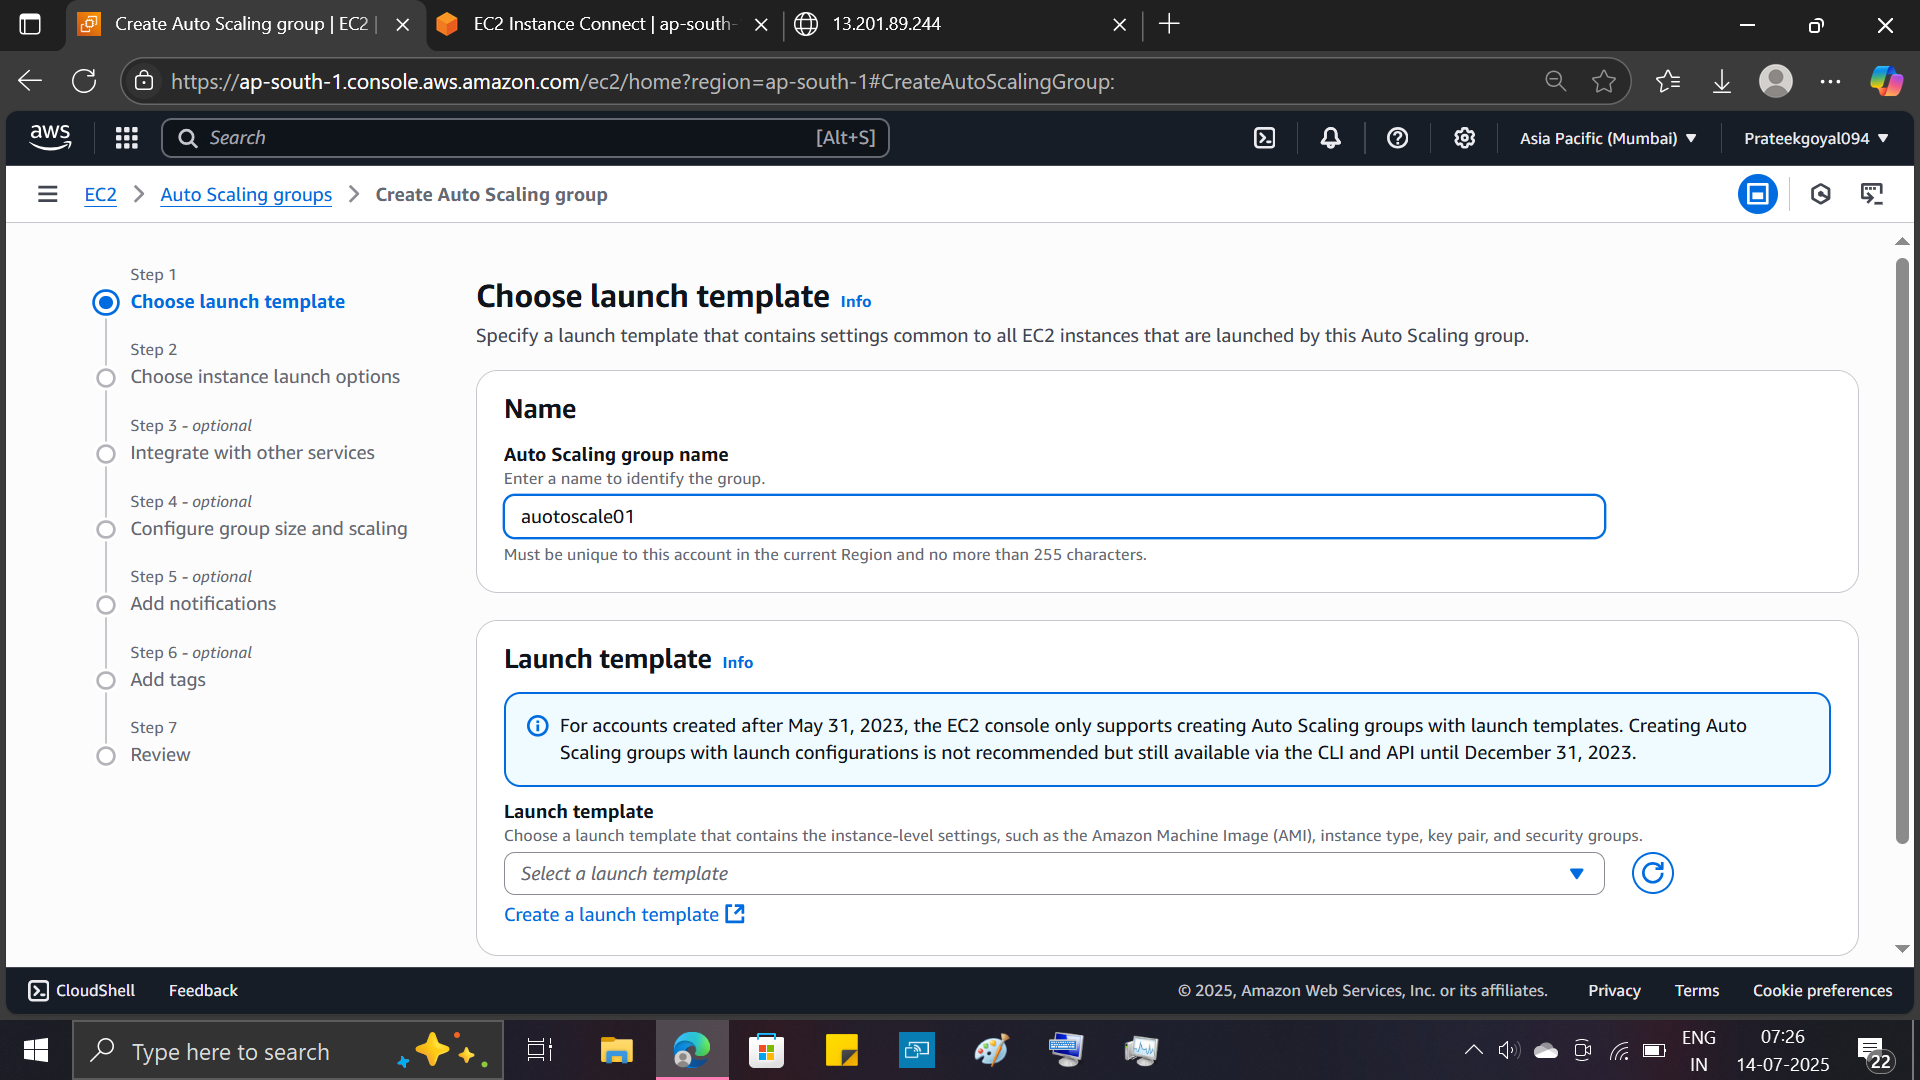 Create Auto Scaling group | EC2 |
EC2 Instance Connect | ap-south-
13.201.89.244
https://ap-south-1.console.aws.amazon.com/ec2/home?region=ap-south-1#CreateAutoScalingGroup:
aws
Search
[Alt+S]
Asia Pacific (Mumbai)
Prateekgoyal094
EC2
Auto Scaling groups
Create Auto Scaling group
Step 1
Choose launch template
Step 2
Choose instance launch options
Step 3 - optional
Integrate with other services
Step 4 - optional
Configure group size and scaling
Step 5 - optional
Add notifications
Step 6 - optional
Add tags
Step 7
Review
Choose launch template Info
Specify a launch template that contains settings common to all EC2 instances that are launched by this Auto Scaling group.
Name
Auto Scaling group name
Enter a name to identify the group.
auotoscale01
Must be unique to this account in the current Region and no more than 255 characters.
Launch template Info
For accounts created after May 31, 2023, the EC2 console only supports creating Auto Scaling groups with launch templates. Creating Auto
Scaling groups with launch configurations is not recommended but still available via the CLI and API until December 31, 2023.
Launch template
Choose a launch template that contains the instance-level settings, such as the Amazon Machine Image (AMI), instance type, key pair, and security groups.
Select a launch template
Create a launch template
CloudShell
Feedback
© 2025, Amazon Web Services, Inc. or its affiliates.
Privacy
Terms
Cookie preferences
Type here to search
ENG
IN
07:26
14-07-2025
22